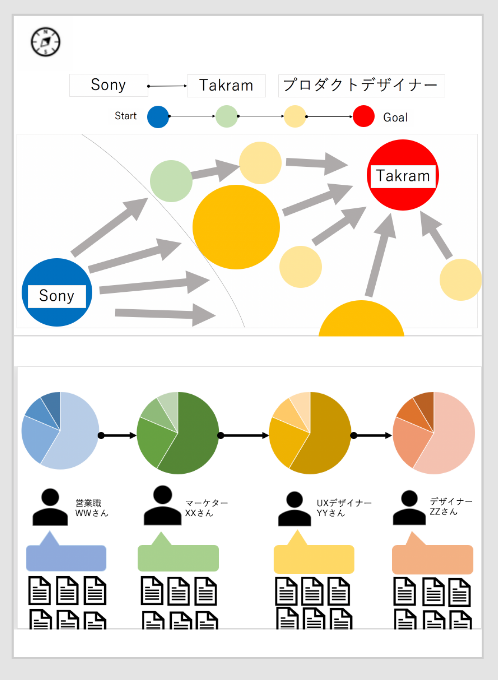 Sony
Takram
プロダクトデザイナー
Start
Goal
Takram
Sony
営業職
WWさん
マーケター
XXさん
UXデザイナー
YYさん
デザイナー
ZZさん